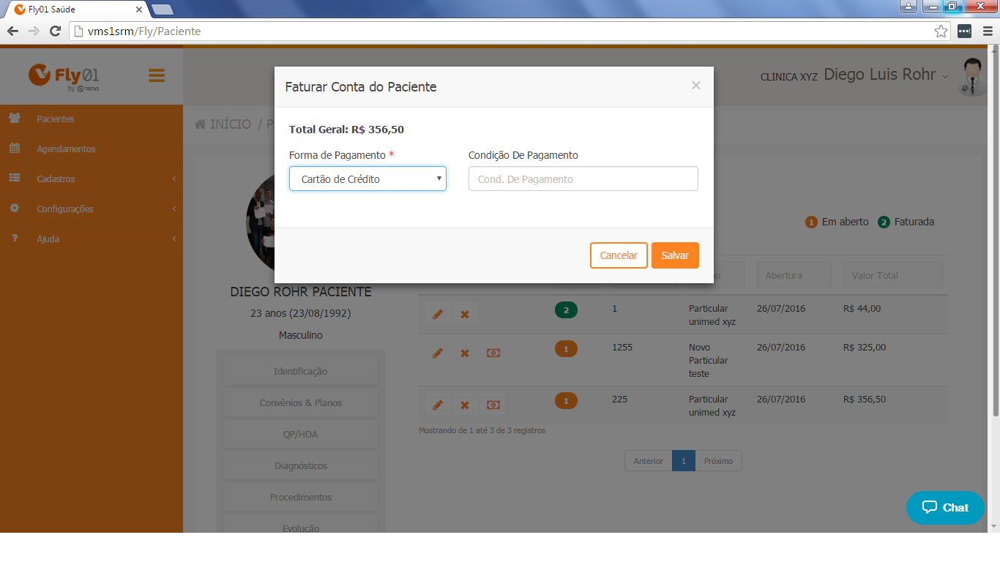 Fly01 Saúde
vms1srm/Fly/Paciente
Fly01
by TOTVS
CLINICA XYZ Diego Luis Rohr
Pacientes
Agendamentos
Cadastros
Configurações
Ajuda
INÍCIO / P
Faturar Conta do Paciente
×
Total Geral: R$ 356,50
Forma de Pagamento *
Condição De Pagamento
Cartão de Crédito
Cond. De Pagamento
Cancelar
Salvar
1 Em aberto 2 Faturada
DIEGO ROHR PACIENTE
23 anos (23/08/1992)
Masculino
Identificação
Convênios & Planos
QP/HDA
Diagnósticos
Procedimentos
Evolução
Abertura
Valor Total
2 1 Particular unimed xyz 26/07/2016 R$ 44,00
1 1255 Novo Particular teste 26/07/2016 R$ 325,00
1 225 Particular unimed xyz 26/07/2016 R$ 356,50
Mostrando de 1 até 3 de 3 registros
Anterior 1 Próximo
Chat